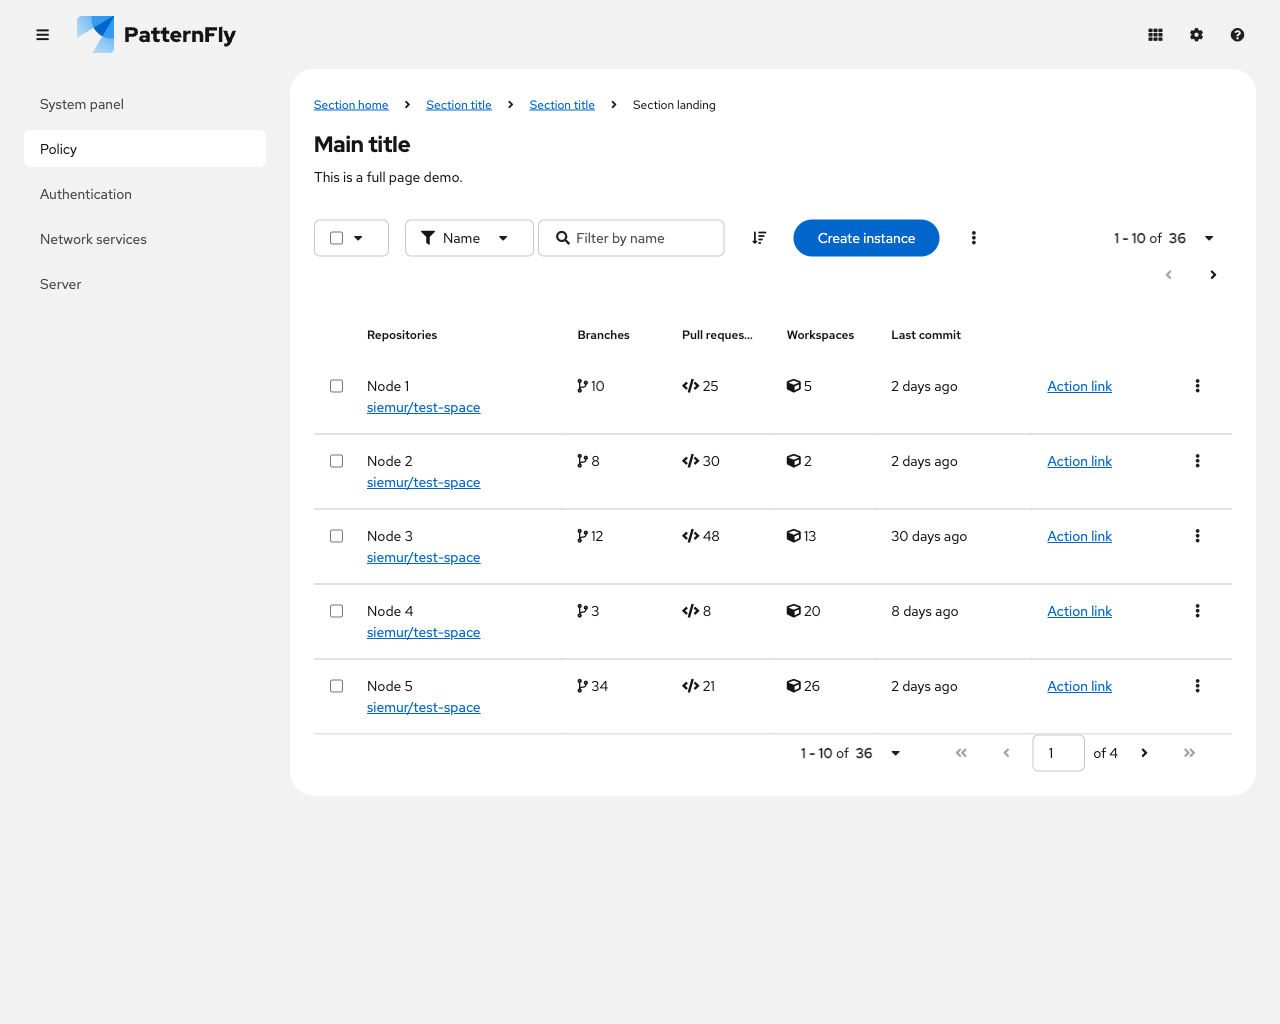 PatternFly
System panel
Policy
Authentication
Network services
Server
Section home Section title Section title Section landing
Main title
This is a full page demo.
Name Filter by name Create instance 1 - 10 of 36
Repositories Branches Pull reques... Workspaces Last commit
Node 1 10 25 5 2 days ago Action link
siemur/test-space
Node 2 8 30 2 2 days ago Action link
siemur/test-space
Node 3 12 48 13 30 days ago Action link
siemur/test-space
Node 4 3 8 20 8 days ago Action link
siemur/test-space
Node 5 34 21 26 2 days ago Action link
siemur/test-space
1 - 10 of 36 1 of 4